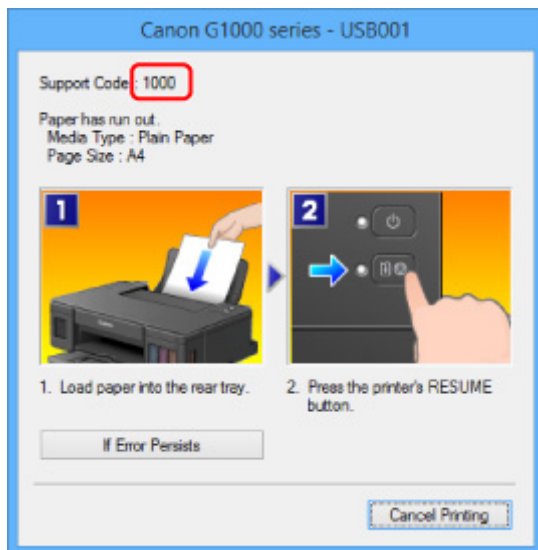 Canon G1000 series - USB001
Support Code : 1000
Paper has run out.
Media Type : Plain Paper
Page Size : A4
1
2
1. Load paper into the rear tray.
2. Press the printer's RESUME
button.
If Error Persists
Cancel Printing